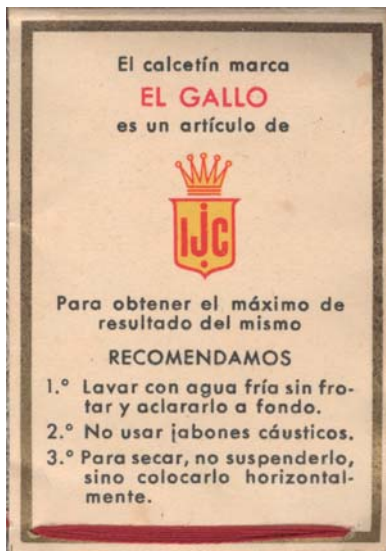 El calcetín marca
EL GALLO
es un artículo de
IJC
Para obtener el máximo de
resultado del mismo
RECOMENDAMOS
1.º Lavar con agua fría sin fro-
tar y aclararlo a fondo.
2.º No usar jabones cáusticos.
3.º Para secar, no suspenderlo,
sino colocarlo horizontal-
mente.